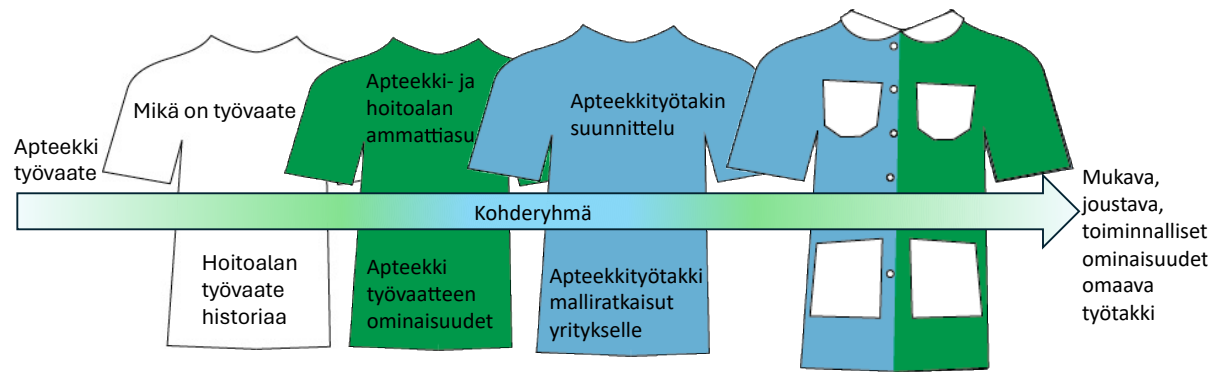 Apteekki
työvaate
Mikä on työvaate
Hoitoalan
työvaate
historiaa
Apteekki- ja
hoitoalan
ammattiasu
Apteekki
työvaatteen
ominaisuudet
Apteekkityötakin
suunnittelu
Kohderyhmä
Apteekkityötakki
malliratkaisut
yritykselle
Mukava,
joustava,
toiminnalliset
ominaisuudet
omaava
työtakki